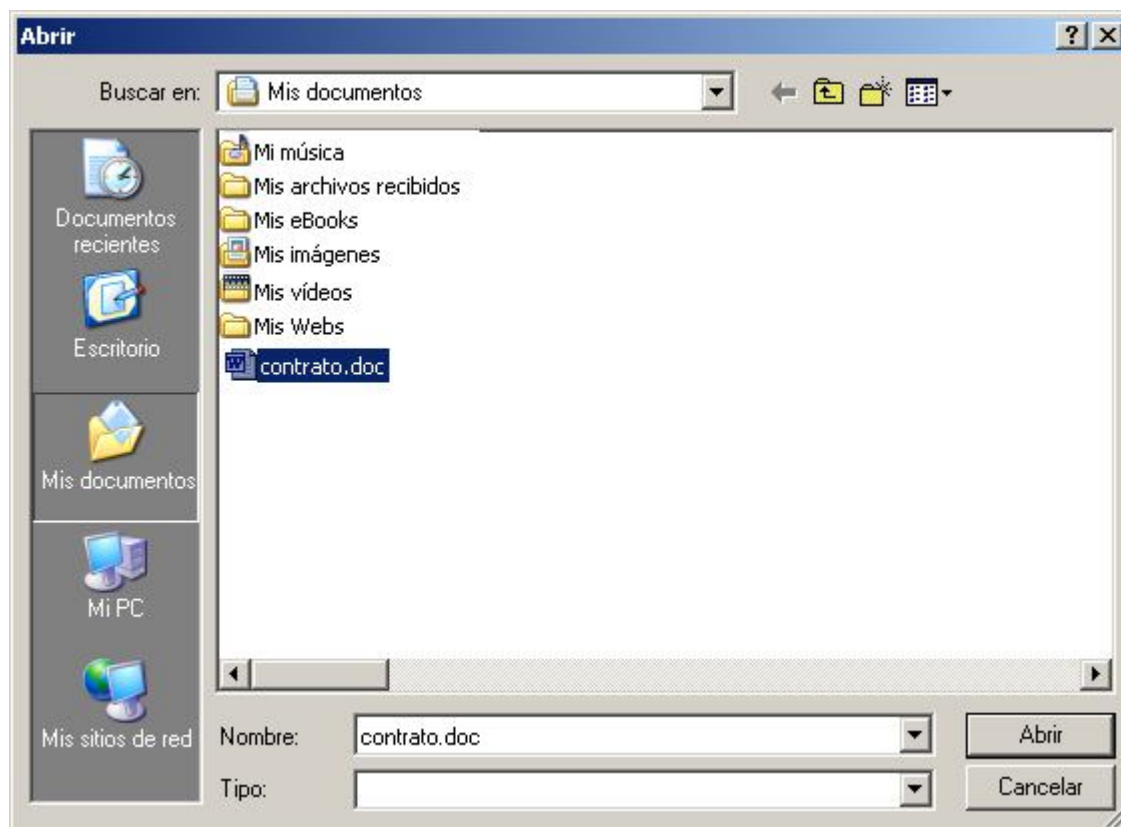 Abrir
Buscar en:
Mis documentos
Documentos
recientes
Escritorio
Mis documentos
Mi PC
Mis sitios de red
Mi música
Mis archivos recibidos
Mis eBooks
Mis imágenes
Mis vídeos
Mis Webs
contrato.doc
Nombre:
contrato.doc
Abrir
Tipo:
Cancelar